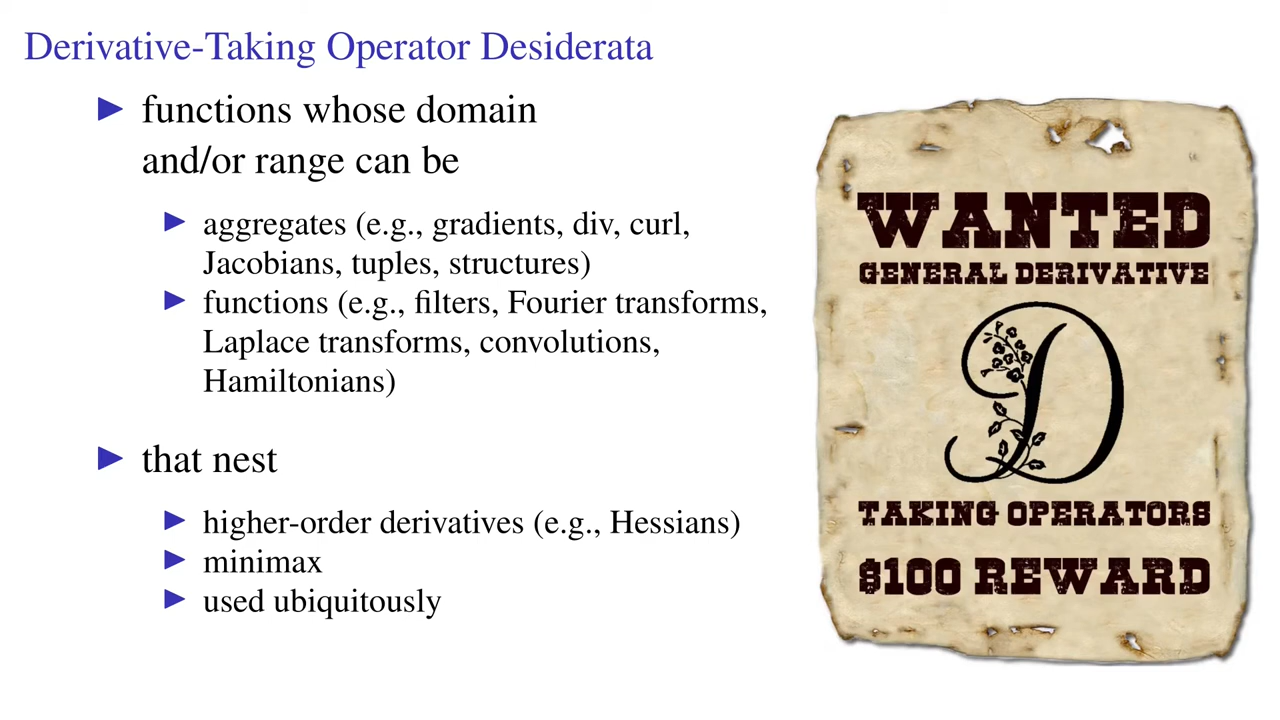 Derivative-Taking Operator Desiderata
functions whose domain
and/or range can be
aggregates (e.g., gradients, div, curl,
Jacobians, tuples, structures)
functions (e.g., filters, Fourier transforms,
Laplace transforms, convolutions,
Hamiltonians)
that nest
higher-order derivatives (e.g., Hessians)
minimax
used ubiquitously
WANTED
GENERAL DERIVATIVE
D
TAKING OPERATORS
$100 REWARD